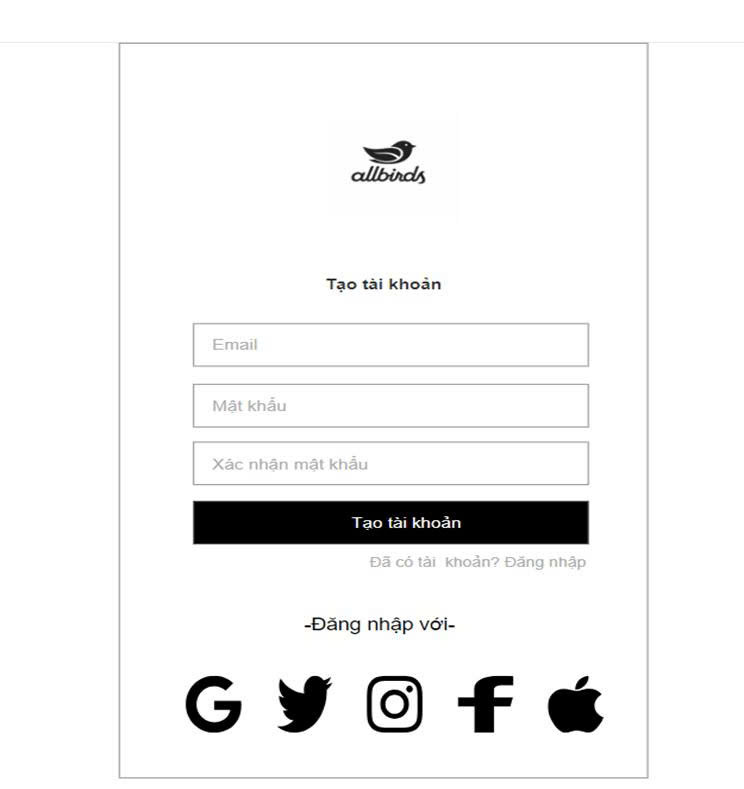 allbirds
Tạo tài khoản
Email
Mật khẩu
Xác nhận mật khẩu
Tạo tài khoản
Đã có tài khoản? Đăng nhập
-Đăng nhập với-